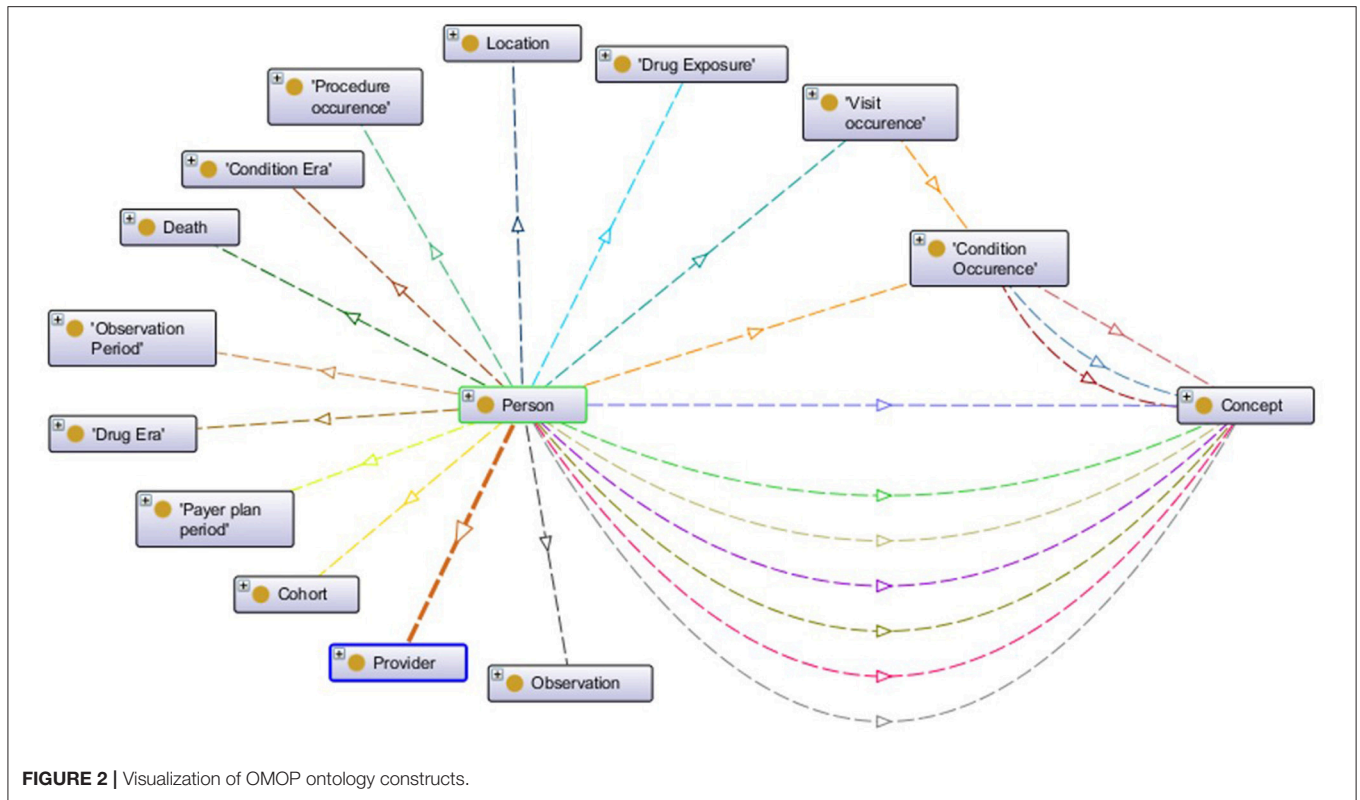 Location
'Drug Exposure'
'Procedure
occurence'
'Visit
occurence'
'Condition Era'
Death
'Condition
Occurence'
'Observation
Period'
Person
Concept
'Drug Era'
'Payer plan
period'
Cohort
Provider
Observation
FIGURE 2 | Visualization of OMOP ontology constructs.